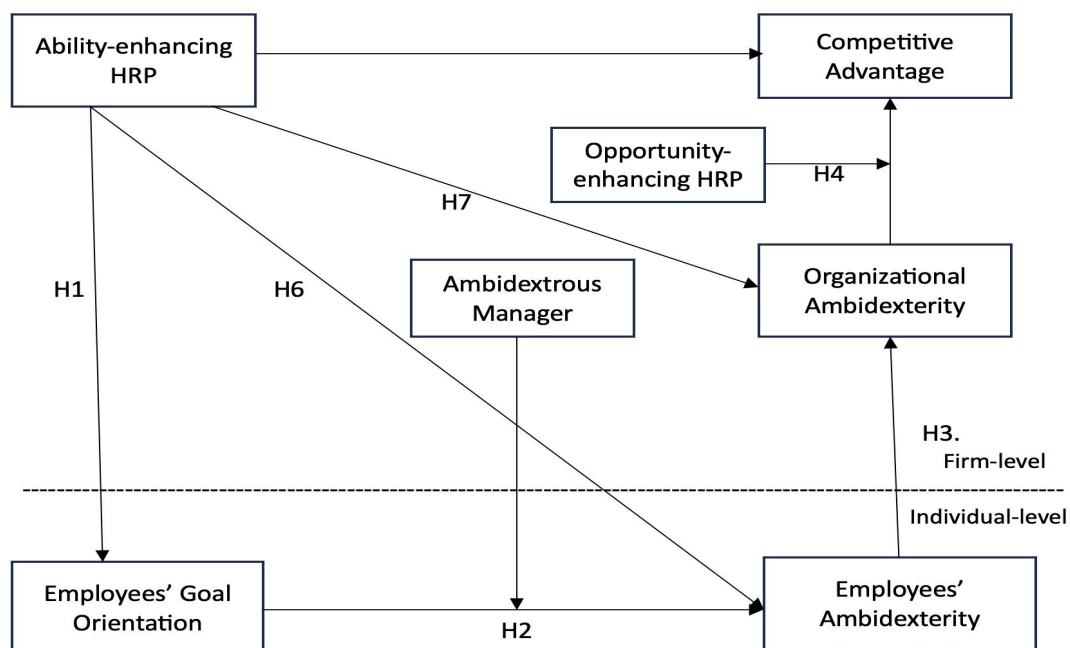 Ability-enhancing
HRP
Competitive
Advantage
Opportunity-
enhancing HRP
H4
H7
Organizational
Ambidexterity
Ambidextrous
Manager
H1
H6
H3.
Firm-level
Individual-level
Employees’ Goal
Orientation
H2
Employees’
Ambidexterity